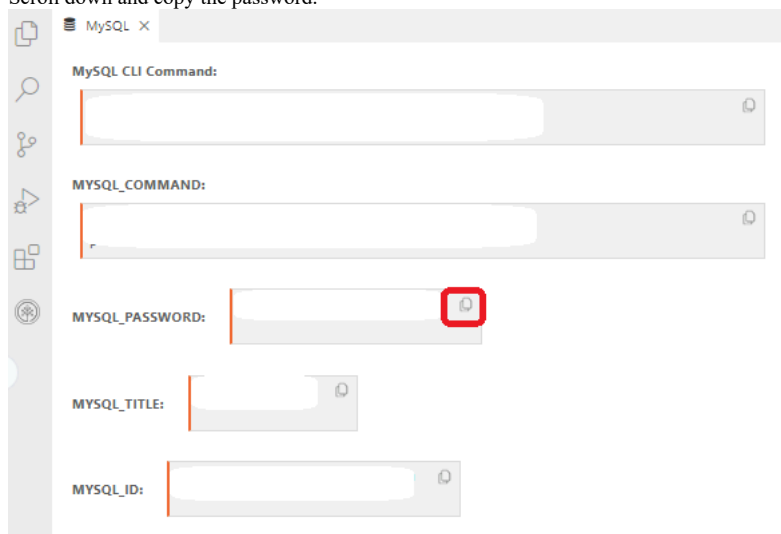 Scroll down and copy the password.
MySQL
MySQL CLI Command:
MYSQL_COMMAND:
MYSQL_PASSWORD:
MYSQL_TITLE:
MYSQL_ID: